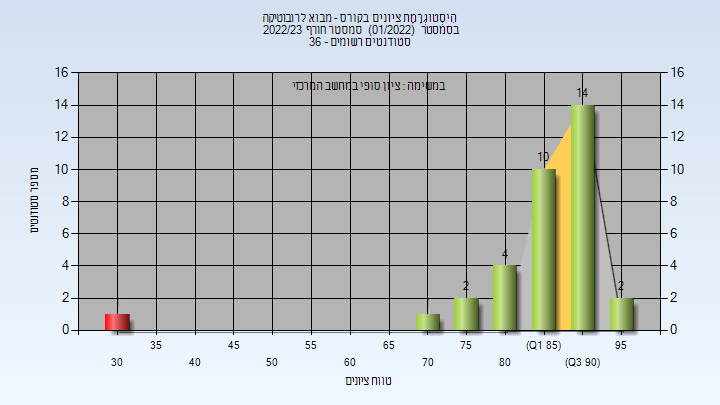 היסטוגרמת ציונים בקורס - מבוא לרובוטיקה
בסמסטר (01/2022) סמסטר חורף 2022/23
סטודנטים רשומים - 36
במשימה : ציון סופי במחשב המרכזי
16 16
14 14
12 12
10 10
8 8
6 6
4 4
2 2
0 0
1
1
2
4
10
14
2
מספר סטודנטים
35 45 55 65 75 (Q1 85) 95
30 40 50 60 70 80 (Q3 90)
טווח ציונים